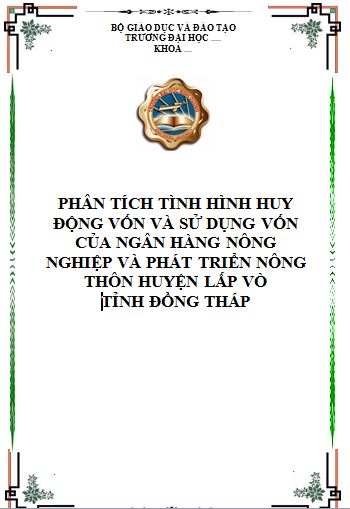 BỘ GIÁO DỤC VÀ ĐÀO TẠO
TRƯỜNG ĐẠI HỌC .....
KHOA ...
PHÂN TÍCH TÌNH HÌNH HUY
ĐỘNG VỐN VÀ SỬ DỤNG VỐN
CỦA NGÂN HÀNG NÔNG
NGHIỆP VÀ PHÁT TRIỂN NÔNG
THÔN HUYỆN LẤP VÒ
TỈNH ĐỒNG THÁP